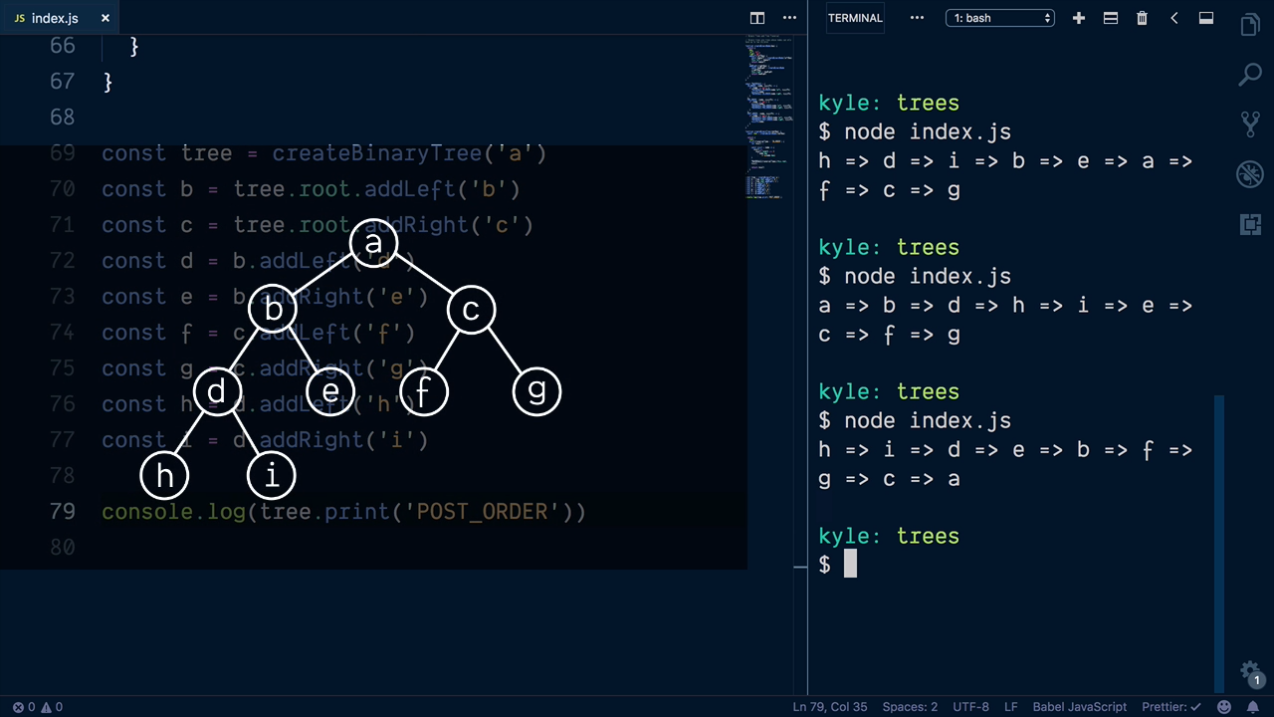 JS index.js ×
66 }
67 }
68
69 const tree = createBinaryTree('a')
70 const b = tree.root.addLeft('b')
71 const c = tree.root.addRight('c')
72 const d = b.addLeft('d')
73 const e = b.addRight('e')
74 const f = c.addLeft('f')
75 const g = c.addRight('g')
76 const h = d.addLeft('h')
77 const i = d.addRight('i')
78
79 console.log(tree.print('POST_ORDER'))
80
a
b c
d e f g
h i
TERMINAL ••• 1: bash
kyle: trees
$ node index.js
h => d => i => b => e => a =>
f => c => g
kyle: trees
$ node index.js
a => b => d => h => i => e =>
c => f => g
kyle: trees
$ node index.js
h => i => d => e => b => f =>
g => c => a
kyle: trees
$
1
0 0 Ln 79, Col 35 Spaces: 2 UTF-8 LF Babel JavaScript Prettier: ✓